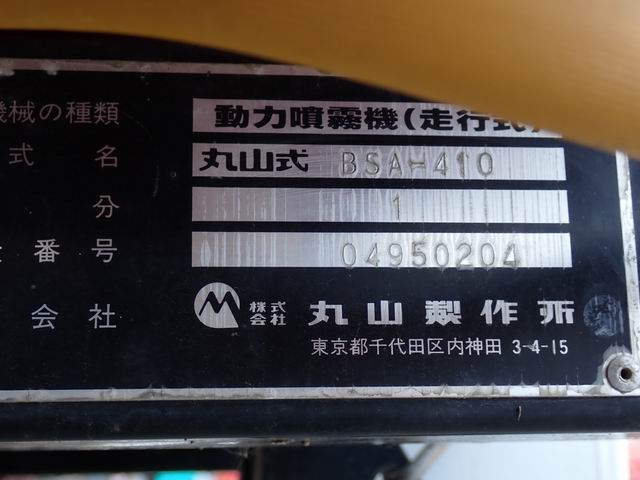 機械の種類 動力噴霧機(走行式)
式名 丸山式 BSA-410
分 1
番号 04950204
会社 株式会社 丸山製作所
東京都千代田区内神田 3-4-15